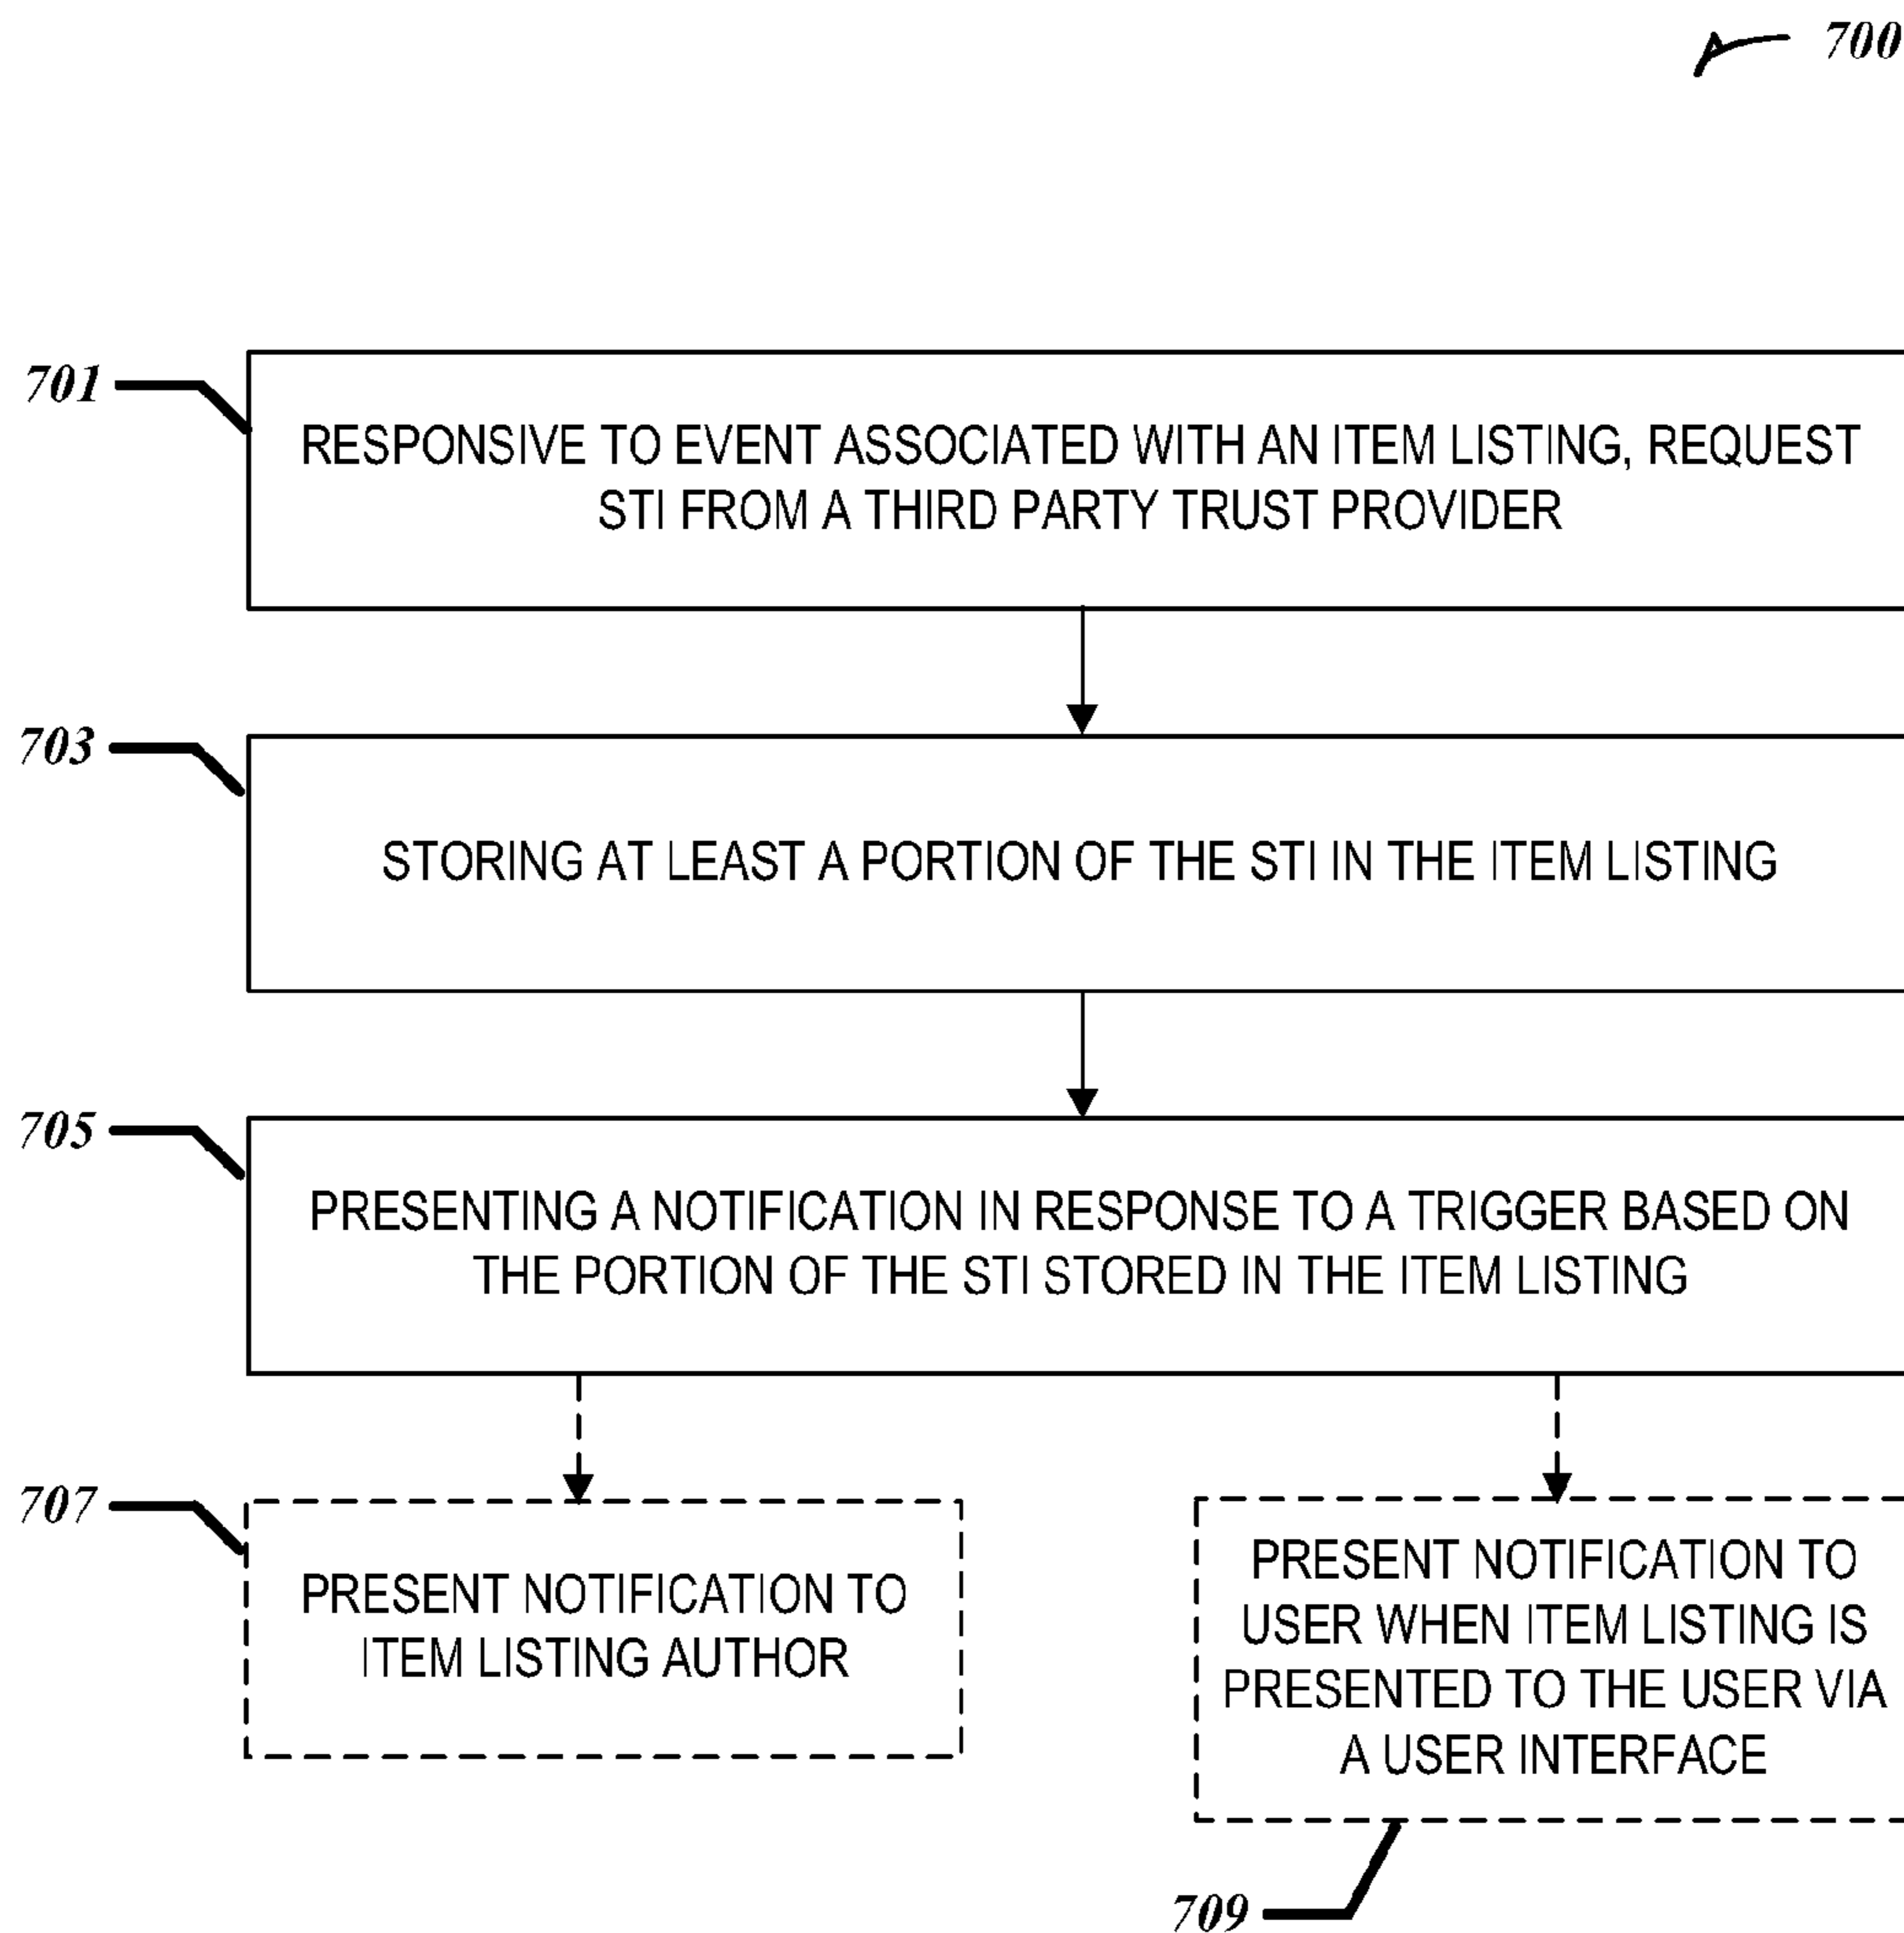 700
701
RESPONSIVE TO EVENT ASSOCIATED WITH AN ITEM LISTING, REQUEST
STI FROM A THIRD PARTY TRUST PROVIDER
703
STORING AT LEAST A PORTION OF THE STI IN THE ITEM LISTING
705
PRESENTING A NOTIFICATION IN RESPONSE TO A TRIGGER BASED ON
THE PORTION OF THE STI STORED IN THE ITEM LISTING
707
PRESENT NOTIFICATION TO
ITEM LISTING AUTHOR
PRESENT NOTIFICATION TO
USER WHEN ITEM LISTING IS
PRESENTED TO THE USER VIA
A USER INTERFACE
709